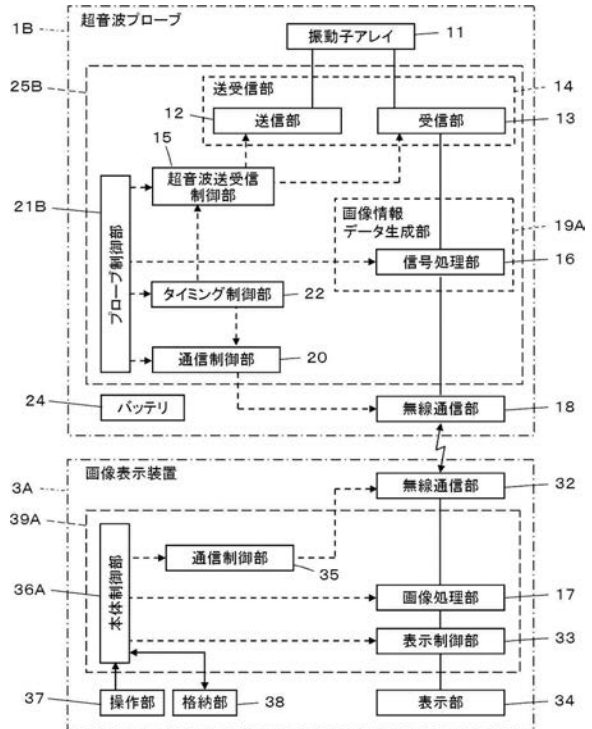 1B
超音波プローブ
振動子アレイ
11
25B
送受信部
14
12
送信部
受信部
13
15
超音波送受信
制御部
21B
プローブ制御部
画像情報
データ生成部
19A
信号処理部
16
タイミング制御部
22
通信制御部
20
24
バッテリ
無線通信部
18
3A
画像表示装置
無線通信部
32
39A
本体制御部
通信制御部
35
36A
画像処理部
17
表示制御部
33
37
操作部
格納部
38
表示部
34